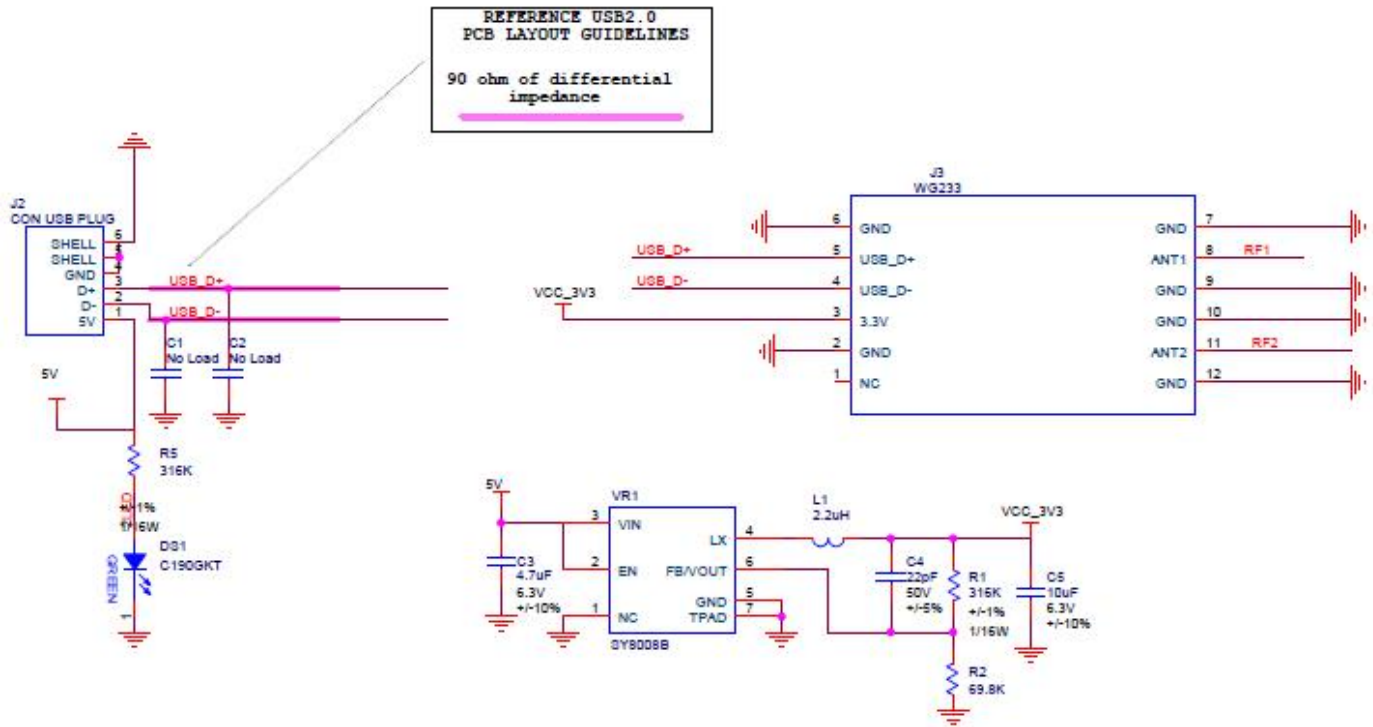 REFERENCE USB2.0
PCB LAYOUT GUIDELINES
90 ohm of differential
impedance
J2
CON USB PLUG
SHELL 6
SHELL 5
GND 4
D+ 3
D- 2
5V 1
USB_D+
USB_D-
C1
No Load
C2
No Load
5V
R5
316K
+/-1%
1/16W
DS1
C190GKT
GREEN
1
J3
WG233
6 GND
5 USB_D+
4 USB_D-
3 3.3V
2 GND
1 NC
USB_D+
USB_D-
VCC_3V3
GND 7
ANT1 8 RF1
GND 9
GND 10
ANT2 11 RF2
GND 12
5V
C3
4.7uF
6.3V
+/-10%
VR1
3 VIN
2 EN
1 NC
LX 4
FB/VOUT 6
GND 5
TPAD 7
SY8008B
L1
2.2uH
VCC_3V3
C4
22pF
50V
+/-5%
R1
316K
+/-1%
1/16W
C5
10uF
6.3V
+/-10%
R2
69.8K